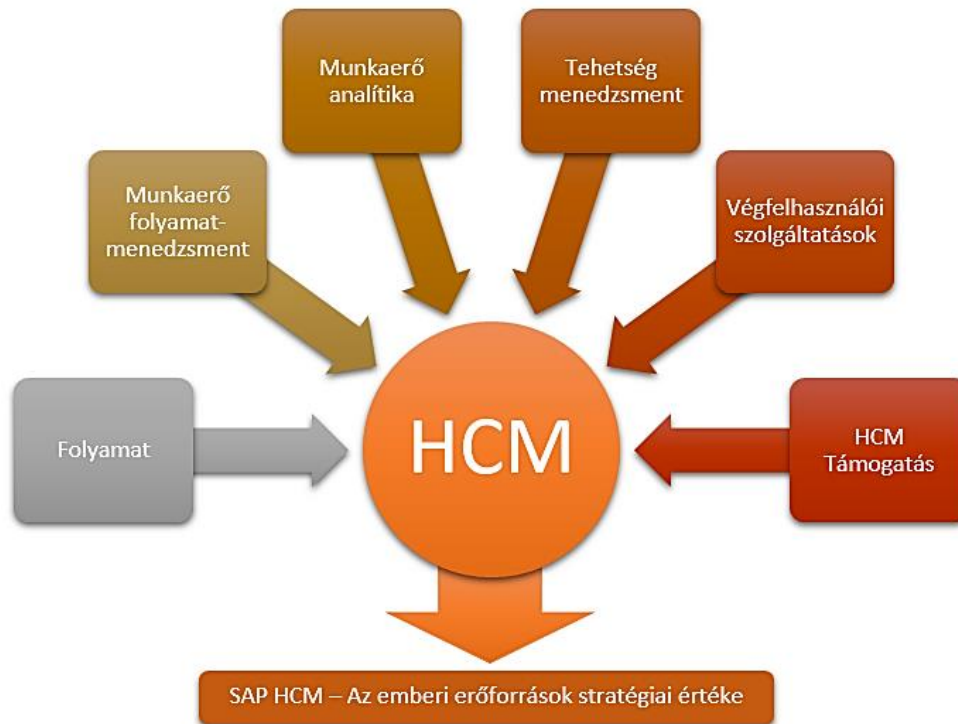 Munkaerő
analítika
Tehetség
menedzsment
Munkaerő
folyamat-
menedzsment
Végfelhasználói
szolgáltatások
Folyamat
HCM
HCM
Támogatás
SAP HCM – Az emberi erőforrások stratégiai értéke